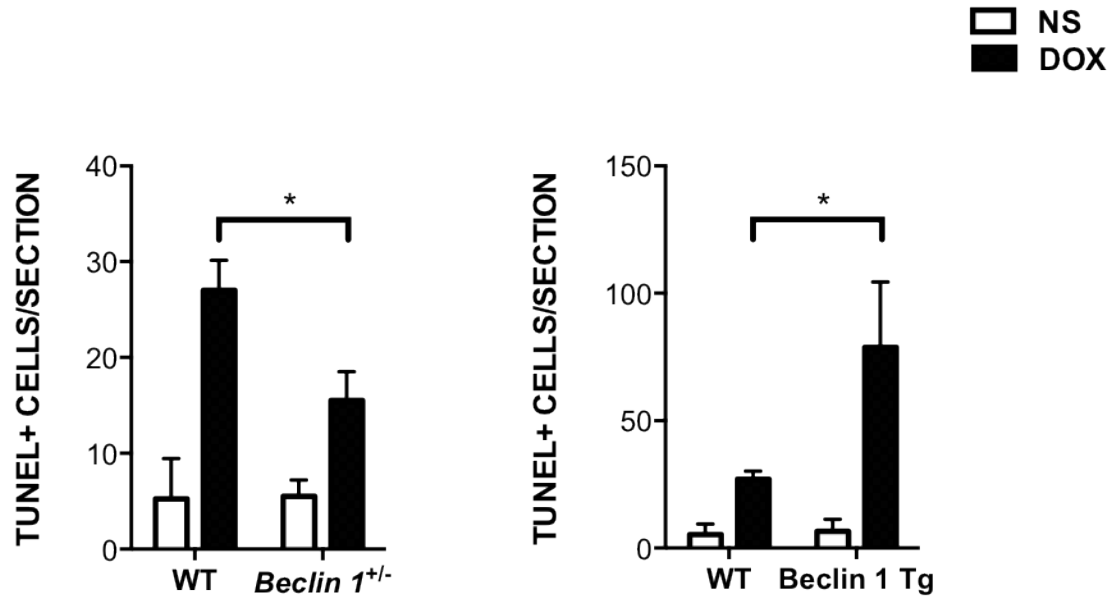 NS
DOX
TUNEL+ CELLS/SECTION
40
30
20
10
0
*
WT
Beclin 1+/-
TUNEL+ CELLS/SECTION
150
100
50
0
*
WT
Beclin 1 Tg